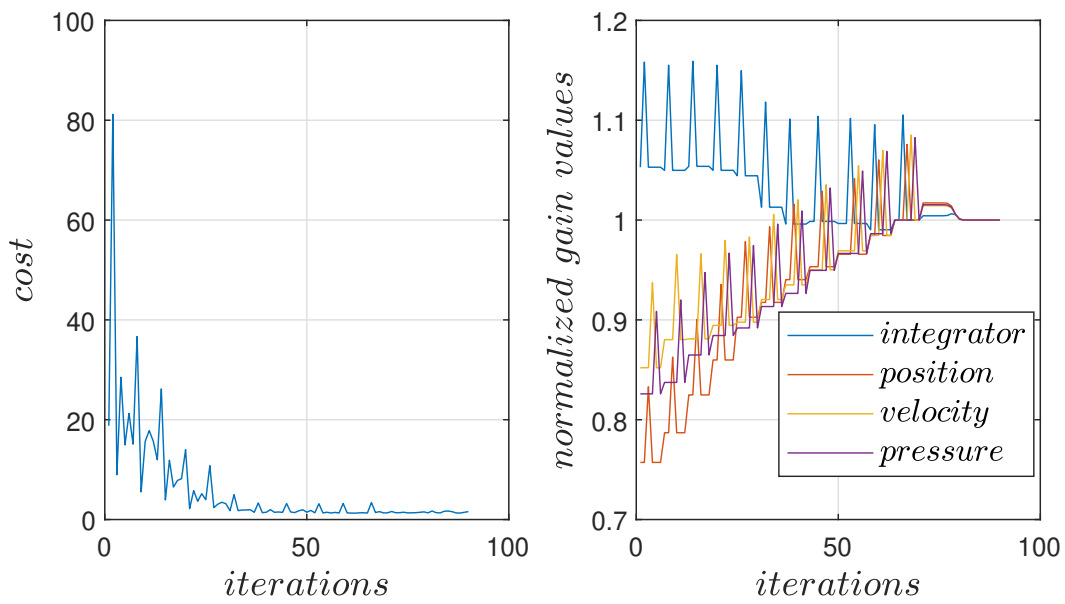 100
80
60
40
20
0
0
50
100
cost
iterations
1.2
1.1
1
0.9
0.8
0.7
0
50
100
normalized gain values
iterations
integrator
position
velocity
pressure